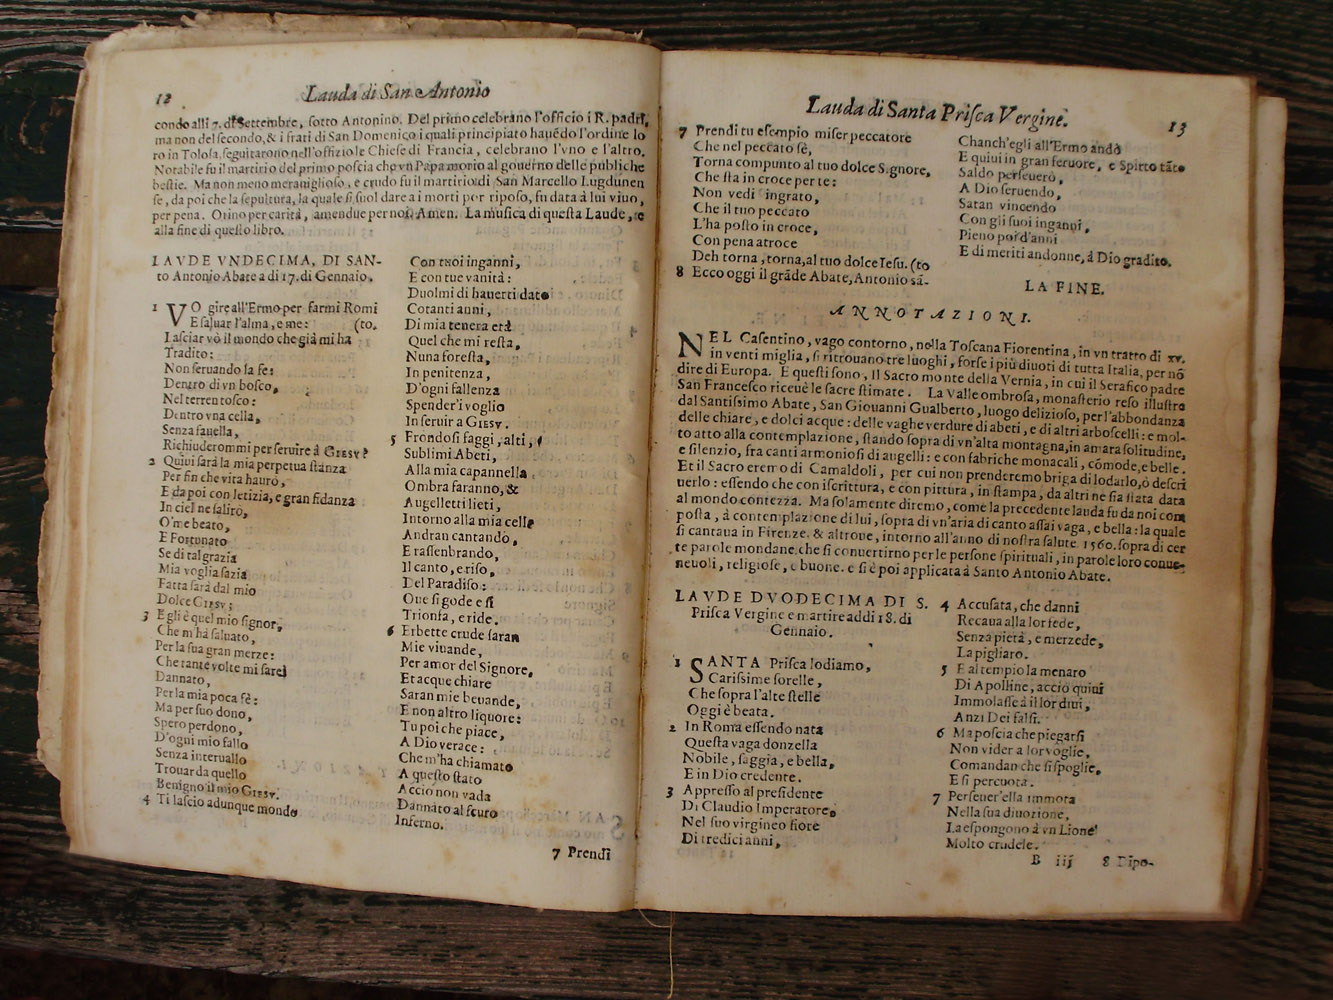 12
Lauda di San Antonio
condo alli 7. di Settembre, sotto Antonino. Del primo celebrano l'officio i R. padri,
ma non del secondo, & i frati di San Domenico i quali principiato hauēdo l'ordine lo
ro in Tolosa, seguitarono nell'offizio le Chiese di Francia, celebrano l'vno e l'altro.
Notabile fu il martirio del primo poscia che vn Papa morio al gouerno delle publiche
bestie. Ma non meno merauiglioso, e crudo fu il martirio di San Marcello Lugdunen
se, da poi che la sepultura, la quale si suol dare a i morti per riposo, fu data à lui viuo,
per pena. Orino per carità, amendue per noi. Amen. La musica di questa Laude, è
alla fine di questo libro.
LAVDE VNDECIMA, DI SAN-
to Antonio Abate a di 17. di Gennaio.
1 VO gire all'Ermo per farmi Romi
E saluar l'alma, e me: (to.
Lasciar vò il mondo che già mi ha
Tradito:
Non seruando la fe:
Dentro di vn bosco,
Nel terren tosco:
Dentro vna cella,
Senza fauella,
Richiuderommi per seruire à GIESV?
2 Quiui sarà la mia perpetua stanza
Per fin che vita hauro,
E da poi con letizia, e gran fidanza
In ciel ne saliro,
O' me beato,
E Fortunato
Se di tal grazia
Mia voglia sazia
Fatta sarà dal mio
Dolce GIESV;
3 Egli è quel mio signor,
Che m'hà saluato,
Per la sua gran merze:
Che tante volte mi sarei
Dannato,
Per la mia poca fè:
Ma per suo dono,
Spero perdono,
D'ogni mio fallo
Senza interuallo
Trouar da quello
Benigno il mio GIESV.
4 Ti lascio adunque mondo
Con tuoi inganni,
E con tue vanità:
Duolmi di hauerti dato
Cotanti anni,
Di mia tenera età
Quel che mi resta,
Nuna foresta,
In penitenza,
D'ogni fallenza
Spender'i voglio
In seruir a GIESV.
5 Frondosi faggi, alti,
Sublimi Abeti,
Alla mia capannella
Ombra faranno, &
Augelletti lieti,
Intorno alla mia cella
Andran cantando,
E rassenbrando,
Il canto, e riso,
Del Paradiso:
Oue si gode e si
Trionfa, e ride.
6 Erbette crude saran
Mie viuande,
Per amor del Signore,
Et acque chiare
Saran mie beuande,
E non altro liquore:
Tu poi che piace,
A Dio verace:
Che m'ha chiamato
A questo stato
Accio non vada
Dannato al scuro
Inferno.
7 Prendi
Lauda di Santa Prisca Vergine.
13
7 Prendi tu esempio miser peccatore
Che nel peccato sè,
Torna compunto al tuo dolce Signore,
Che sta in croce per te:
Non vedi ingrato,
Che il tuo peccato
L'ha posto in croce,
Con pena atroce
Deh torna, torna, al tuo dolce Iesu. (to
8 Ecco oggi il grāde Abate, Antonio sā-
Chanch'egli all'Ermo andò
E quiui in gran feruore, e Spirto tāto
Saldo perseuerò,
A Dio seruendo,
Satan vincendo
Con gli suoi inganni,
Pieno poi d'anni
E di meriti andonne, à Dio gradito.
LA FINE.
ANNOTAZIONI.
NEL Casentino, vago contorno, nella Toscana Fiorentina, in vn tratto di xv.
in venti miglia, si ritrouano tre luoghi, forse i più diuoti di tutta Italia, per nō
dire di Europa. E questi sono, il Sacro monte della Vernia, in cui il Serafico padre
San Francesco riceuè le sacre stimate. La Valle ombrosa, monasterio reso illustre
dal Santissimo Abate, San Giouanni Gualberto, luogo delizioso, per l'abbondanza
delle chiare, e dolci acque: delle vaghe verdure di abeti, e di altri arboscelli: e mol-
to atto alla contemplazione, stando sopra di vn'alta montagna, in amara solitudine,
e silenzio, fra canti armoniosi di augelli: e con fabriche monacali, cōmode, e belle.
Et il Sacro eremo di Camaldoli, per cui non prenderemo briga di lodarlo, ò descri
uerlo: essendo che con iscrittura, e con pittura, in stampa, da altri ne sia stata data
al mondo contezza. Ma solamente diremo, come la precedente lauda fu da noi com
posta, à contemplazione di lui, sopra di vn'aria di canto assai vaga, e bella: la quale
si cantaua in Firenze. & altroue, intorno all'anno di nostra salute. 1560. sopra di cer
te parole mondane, che si conuertirno per le persone spirituali, in parole loro conue-
neuoli, religiose, e buone. e si è poi applicata à Santo Antonio Abate.
LAVDE DVODECIMA DI S.
Prisca Vergine e martire addi 18. di
Gennaio.
1 SANTA Prisca lodiamo,
Carissime sorelle,
Che sopra l'alte stelle
Oggi è beata.
2 In Roma essendo nata
Questa vaga donzella
Nobile, saggia, e bella,
E in Dio credente.
3 Appresso al presidente
Di Claudio Imperatore,
Nel suo virgineo fiore
Di tredici anni,
4 Accusata, che danni
Recaua alla lor fede,
Senza pietà, e merzede,
La pigliaro.
5 E al tempio la menaro
Di Apolline, acciò quiui
Immolasse à illor diui,
Anzi Dei falsi.
6 Ma poscia che piegarsi
Non vider a lor voglie,
Comandan che si spoglie,
E si percuota.
7 Perseuer'ella immota
Nella sua diuozione,
La espongono à vn Lione
Molto crudele.
B iij 8 Dipo-